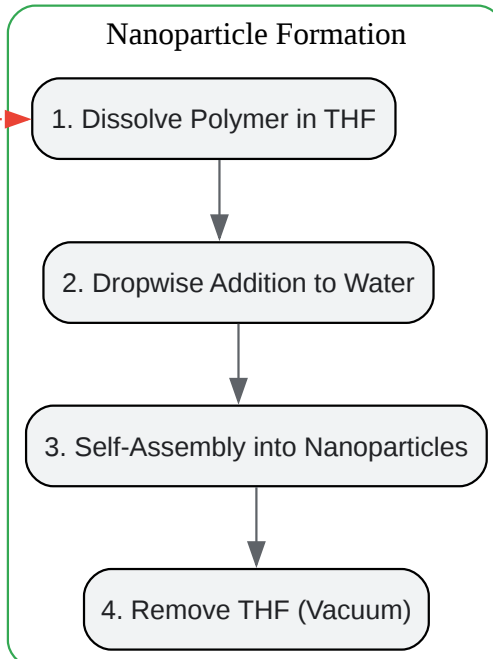 Nanoparticle Formation
1. Dissolve Polymer in THF
2. Dropwise Addition to Water
3. Self-Assembly into Nanoparticles
4. Remove THF (Vacuum)